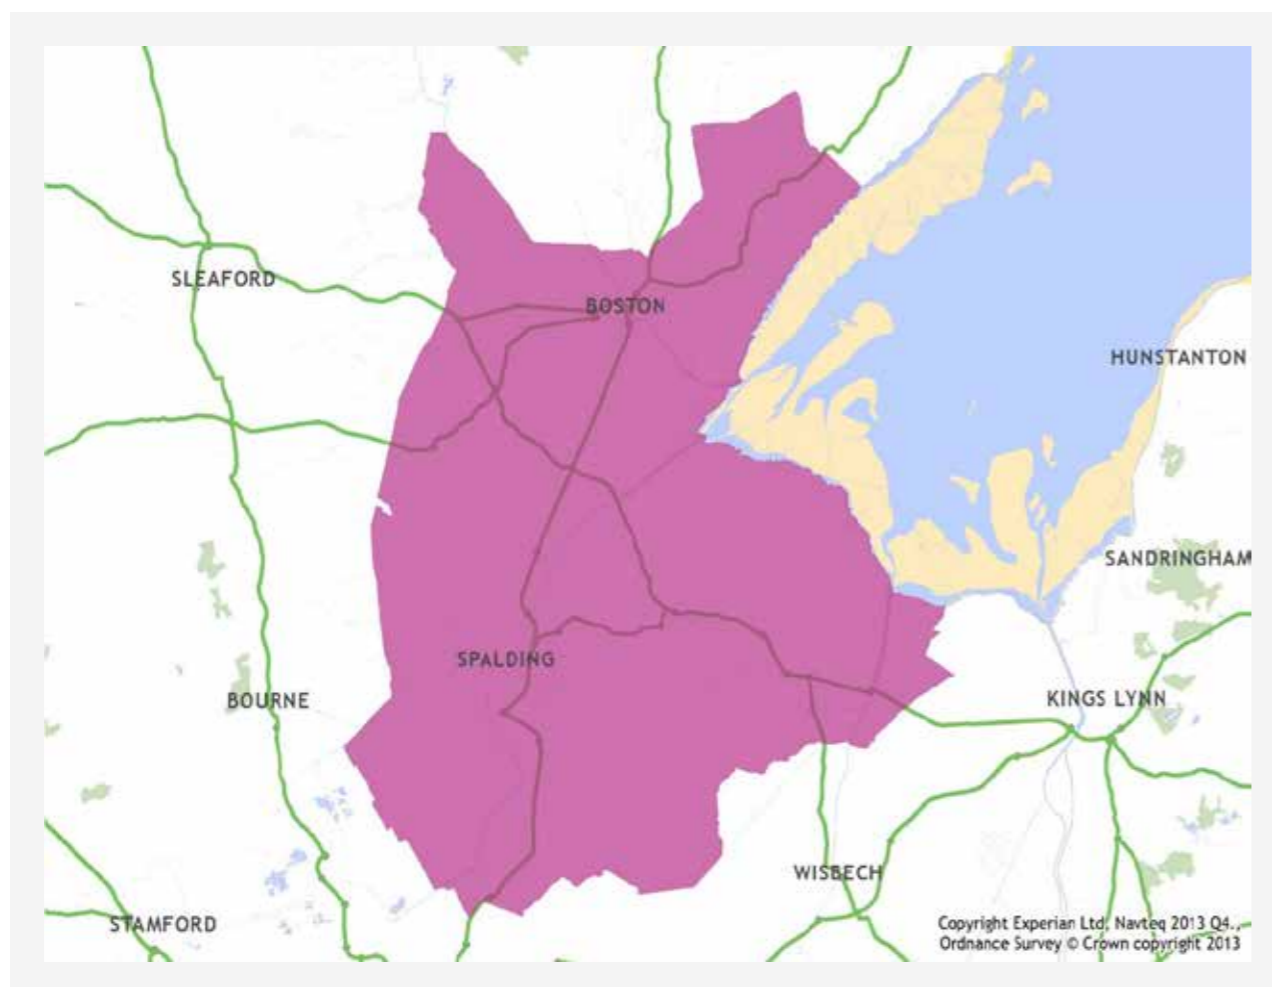 SLEAFORD
BOSTON
HUNSTANTON
SANDRINGHAM
SPALDING
BOURNE
KINGS LYNN
WISBECH
STAMFORD
Copyright Experian Ltd, Navteq 2013 Q4.,
Ordnance Survey © Crown copyright 2013